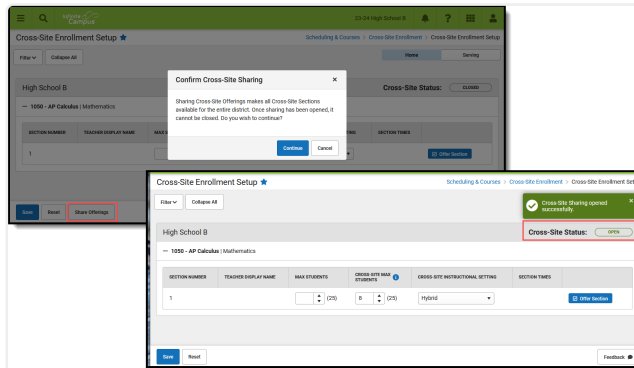 Infinite
Campus
23-24 High School B
Cross-Site Enrollment Setup
Scheduling & Courses > Cross-Site Enrollment > Cross-Site Enrollment Setup
Filter
Collapse All
Home
Serving
High School B
Cross-Site Status:
CLOSED
1050 - AP Calculus | Mathematics
SECTION NUMBER
TEACHER DISPLAY NAME
SECTION TIMES
1
Offer Section
Save
Reset
Share Offerings
Confirm Cross-Site Sharing
×
Sharing Cross-Site Offerings makes all Cross-Site Sections
available for the entire district. Once sharing has been opened, it
cannot be closed. Do you wish to continue?
Continue
Cancel
Cross-Site Enrollment Setup
Scheduling & Courses > Cross-Site Enrollment > Cross-Site Enrollment Set
Filter
Collapse All
Cross-Site Sharing opened
successfully.
×
High School B
Cross-Site Status:
OPEN
1050 - AP Calculus | Mathematics
SECTION NUMBER
TEACHER DISPLAY NAME
MAX STUDENTS
CROSS-SITE MAX
STUDENTS
CROSS-SITE INSTRUCTIONAL SETTING
SECTION TIMES
1
(25)
8
(25)
Hybrid
Offer Section
Save
Reset
Feedback